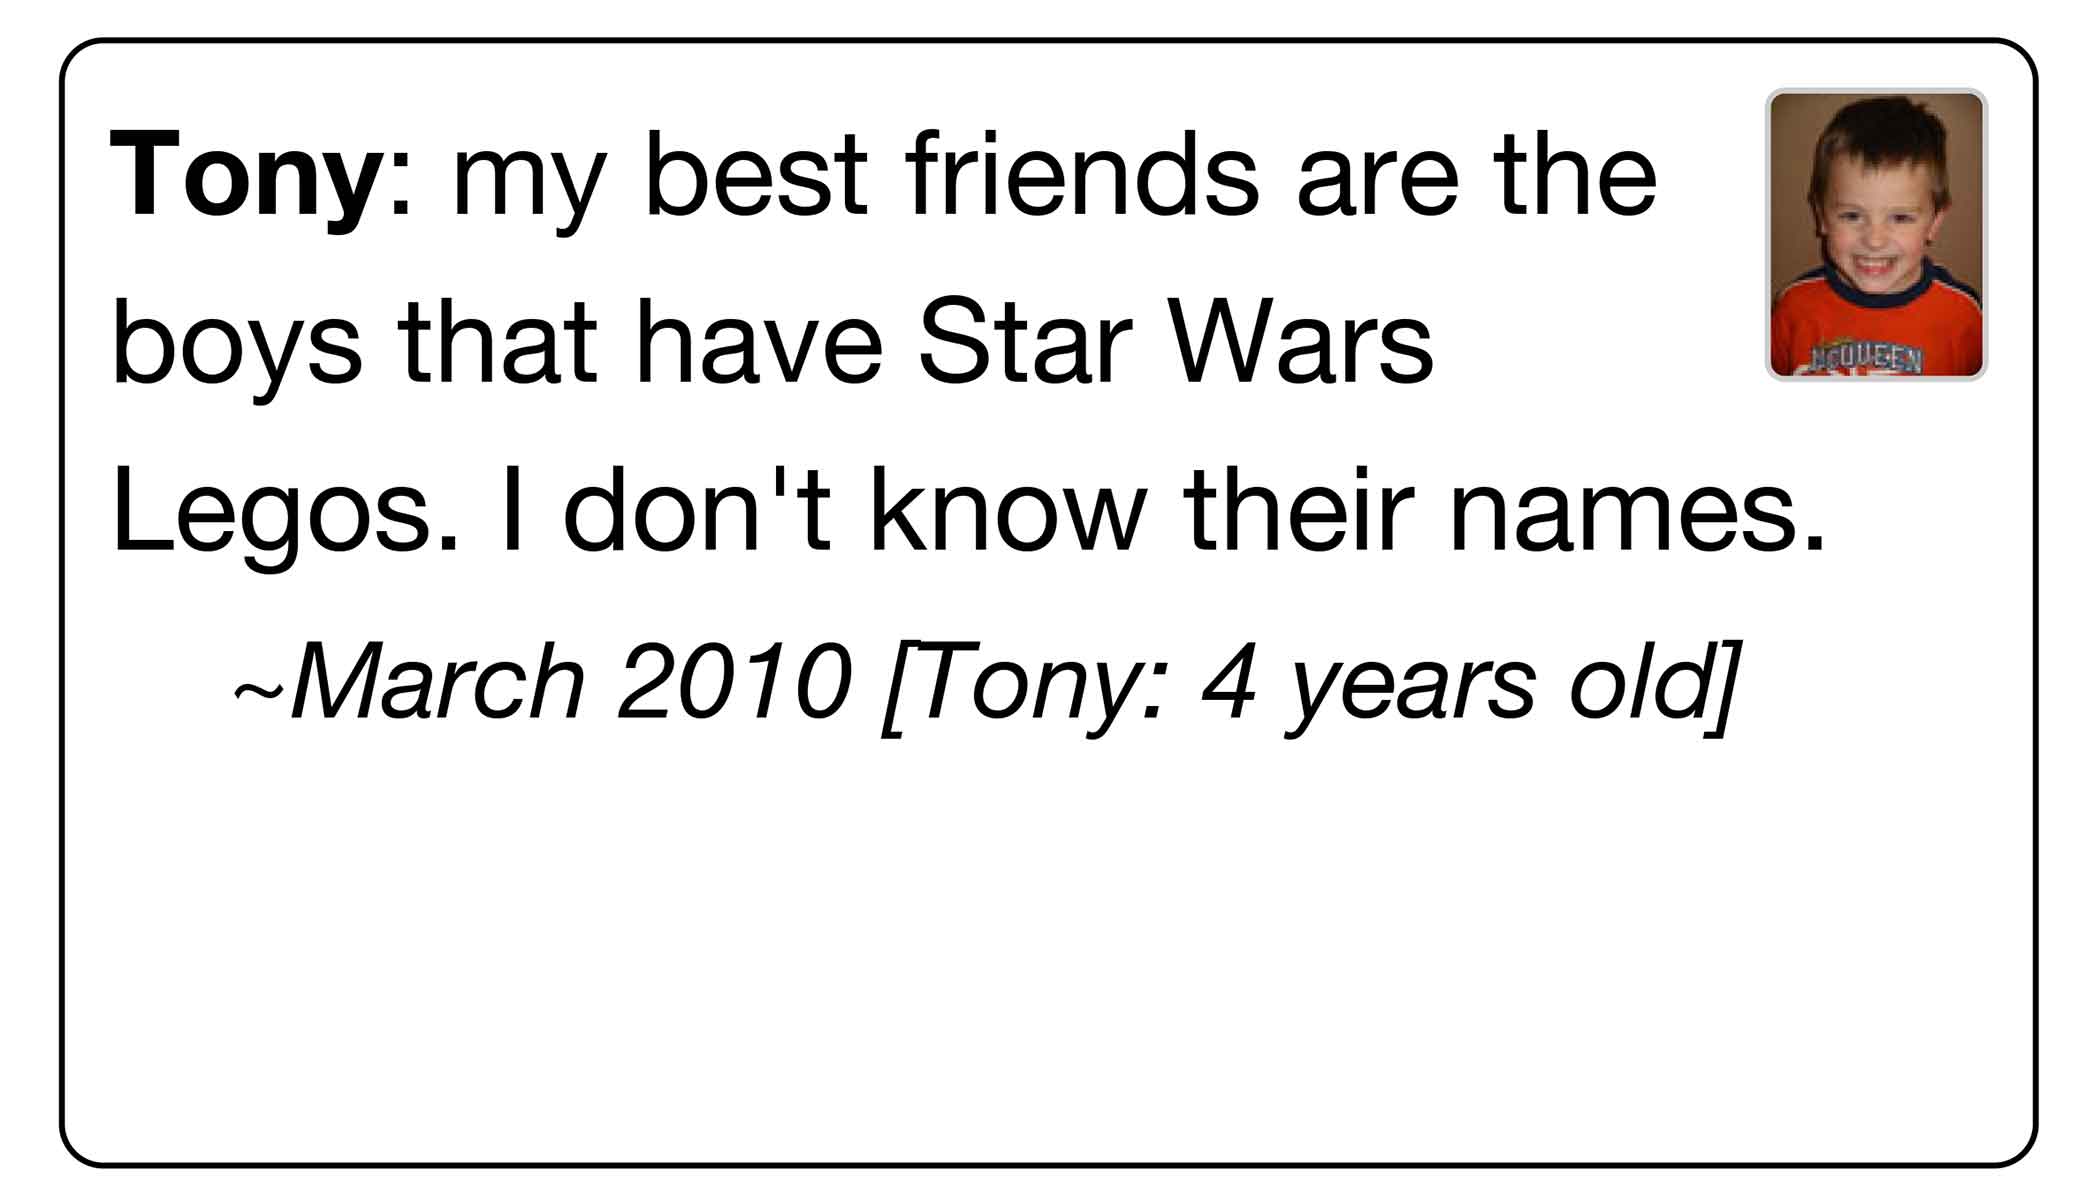 Tony: my best friends are the
boys that have Star Wars
Legos. I don't know their names.
~March 2010 [Tony: 4 years old]
MCQUEEN